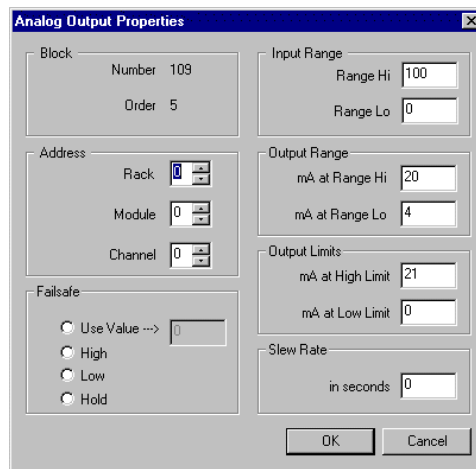 Analog Output Properties
Block
Number 109
Order 5
Address
Rack 0
Module 0
Channel 0
Failsafe
Use Value ---> 0
High
Low
Hold
Input Range
Range Hi 100
Range Lo 0
Output Range
mA at Range Hi 20
mA at Range Lo 4
Output Limits
mA at High Limit 21
mA at Low Limit 0
Slew Rate
in seconds 0
OK Cancel